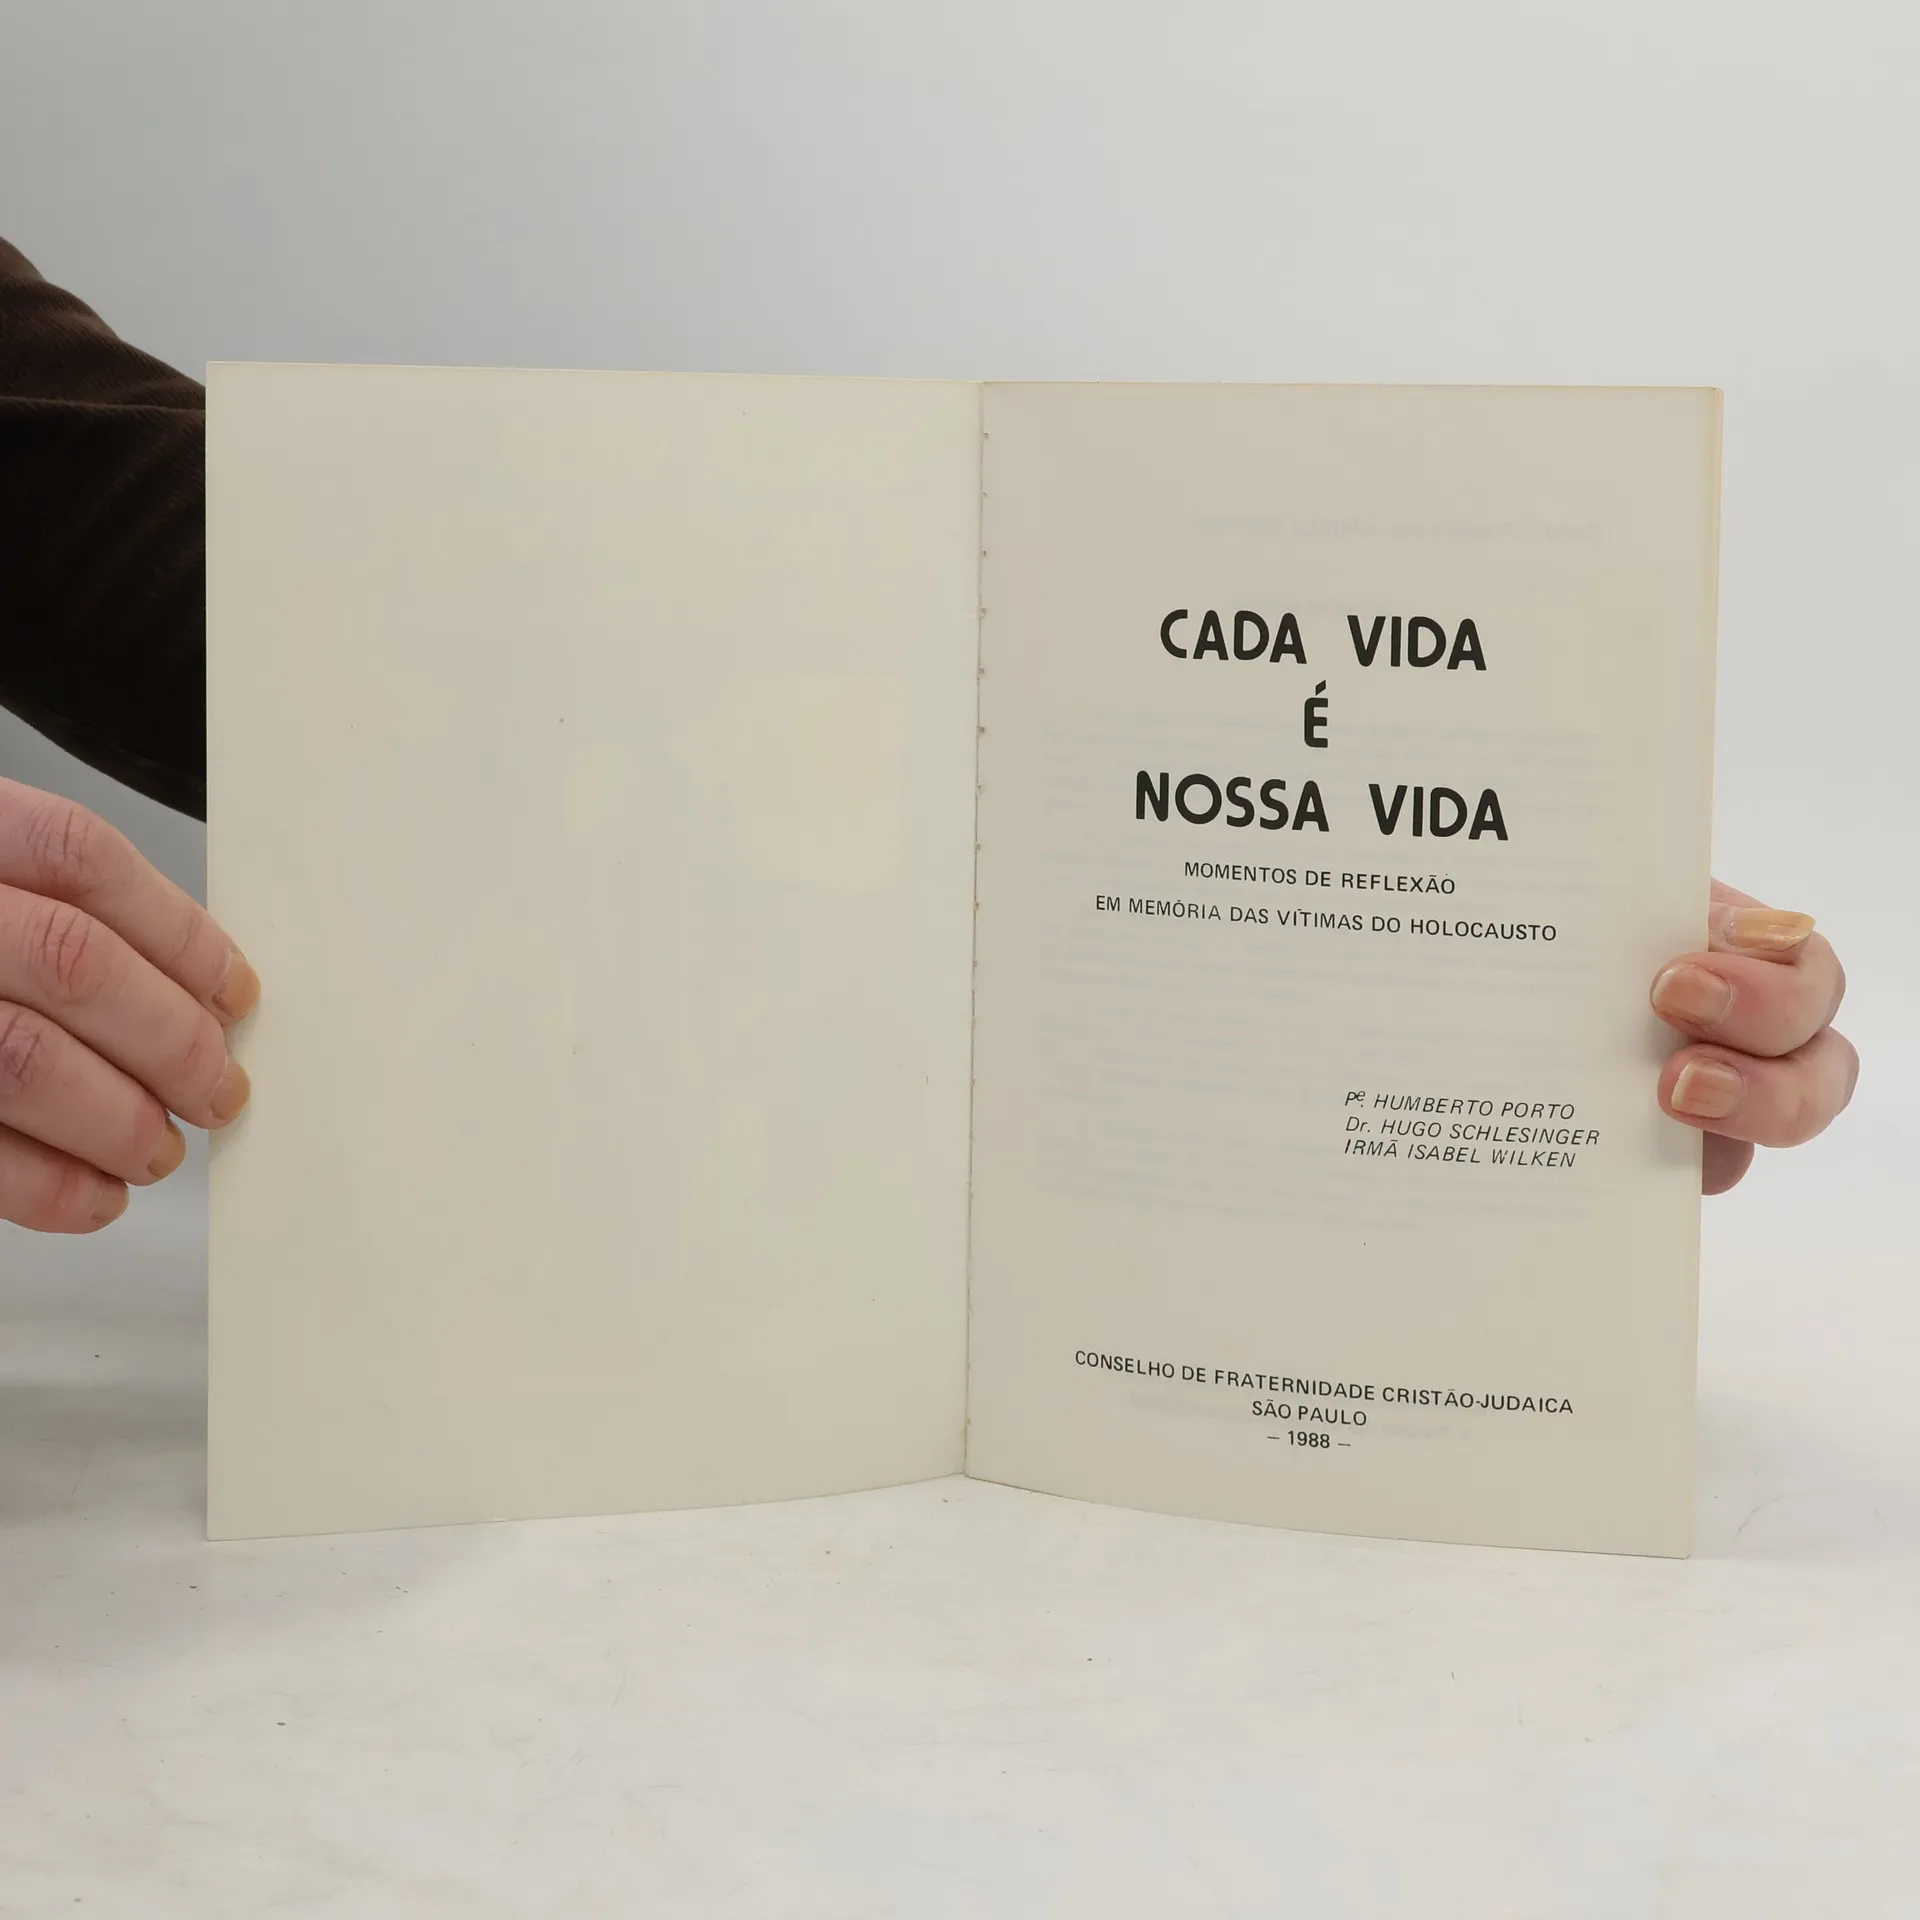 CADA VIDA
É
NOSSA VIDA
MOMENTOS DE REFLEXÃO
EM MEMÓRIA DAS VÍTIMAS DO HOLOCAUSTO
Pe. HUMBERTO PORTO
Dr. HUGO SCHLESINGER
IRMÃ ISABEL WILKEN
CONSELHO DE FRATERNIDADE CRISTÃO-JUDAICA
SÃO PAULO
– 1988 –